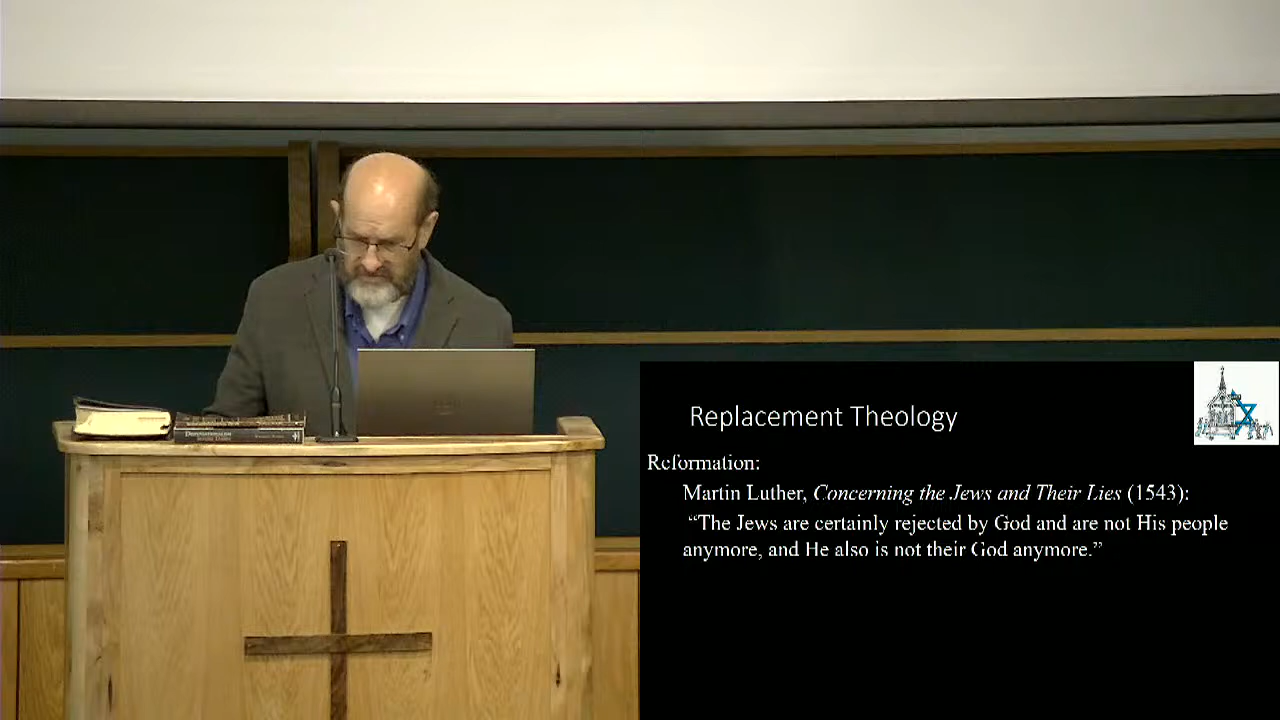 Replacement Theology
Reformation:
Martin Luther, Concerning the Jews and Their Lies (1543):
“The Jews are certainly rejected by God and are not His people
anymore, and He also is not their God anymore.”
Dispensationalism